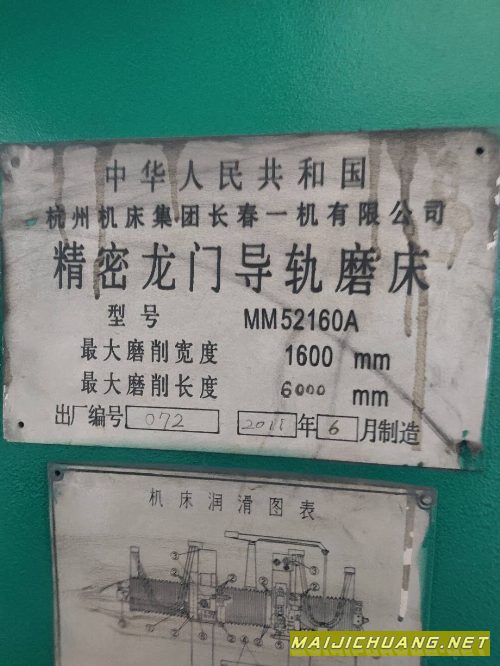 中华人民共和国
杭州机床集团长春一机有限公司
精密龙门导轨磨床
型号 MM52160A
最大磨削宽度 1600 mm
最大磨削长度 6000 mm
出厂编号 072 2011 年 6 月制造
机床润滑图表
MAIJICHUANG.NET